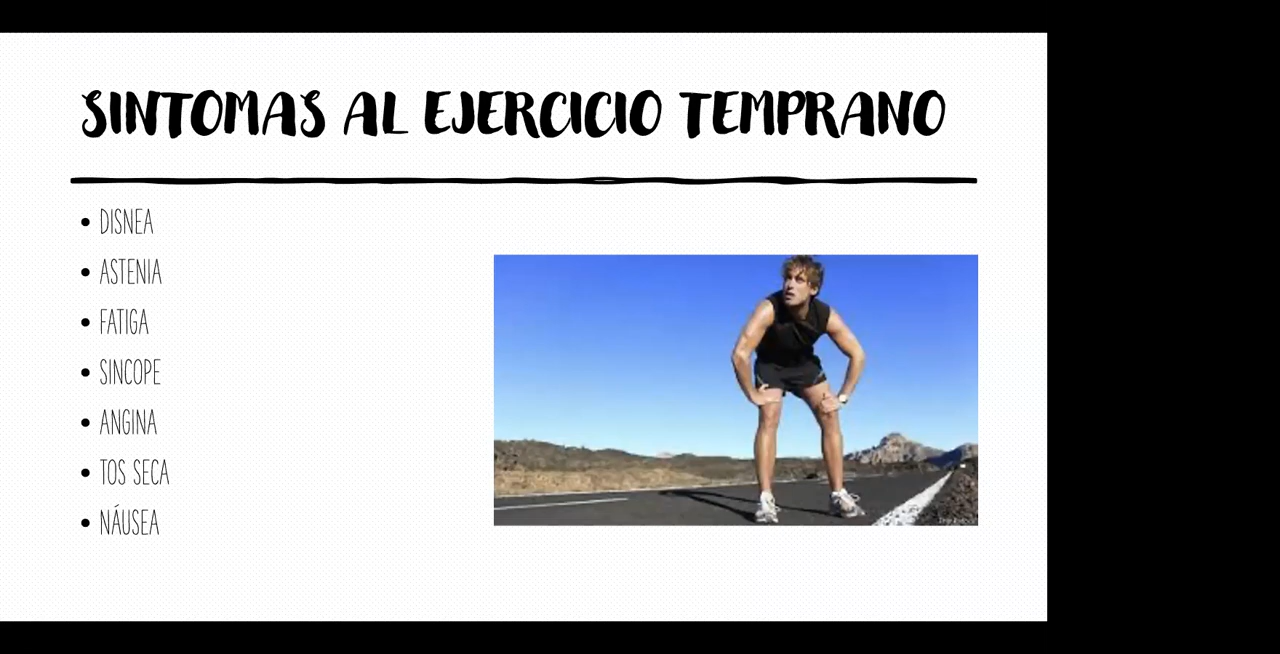 SINTOMAS AL EJERCICIO TEMPRANO
• DISNEA
• ASTENIA
• FATIGA
• SINCOPE
• ANGINA
• TOS SECA
• NÁUSEA